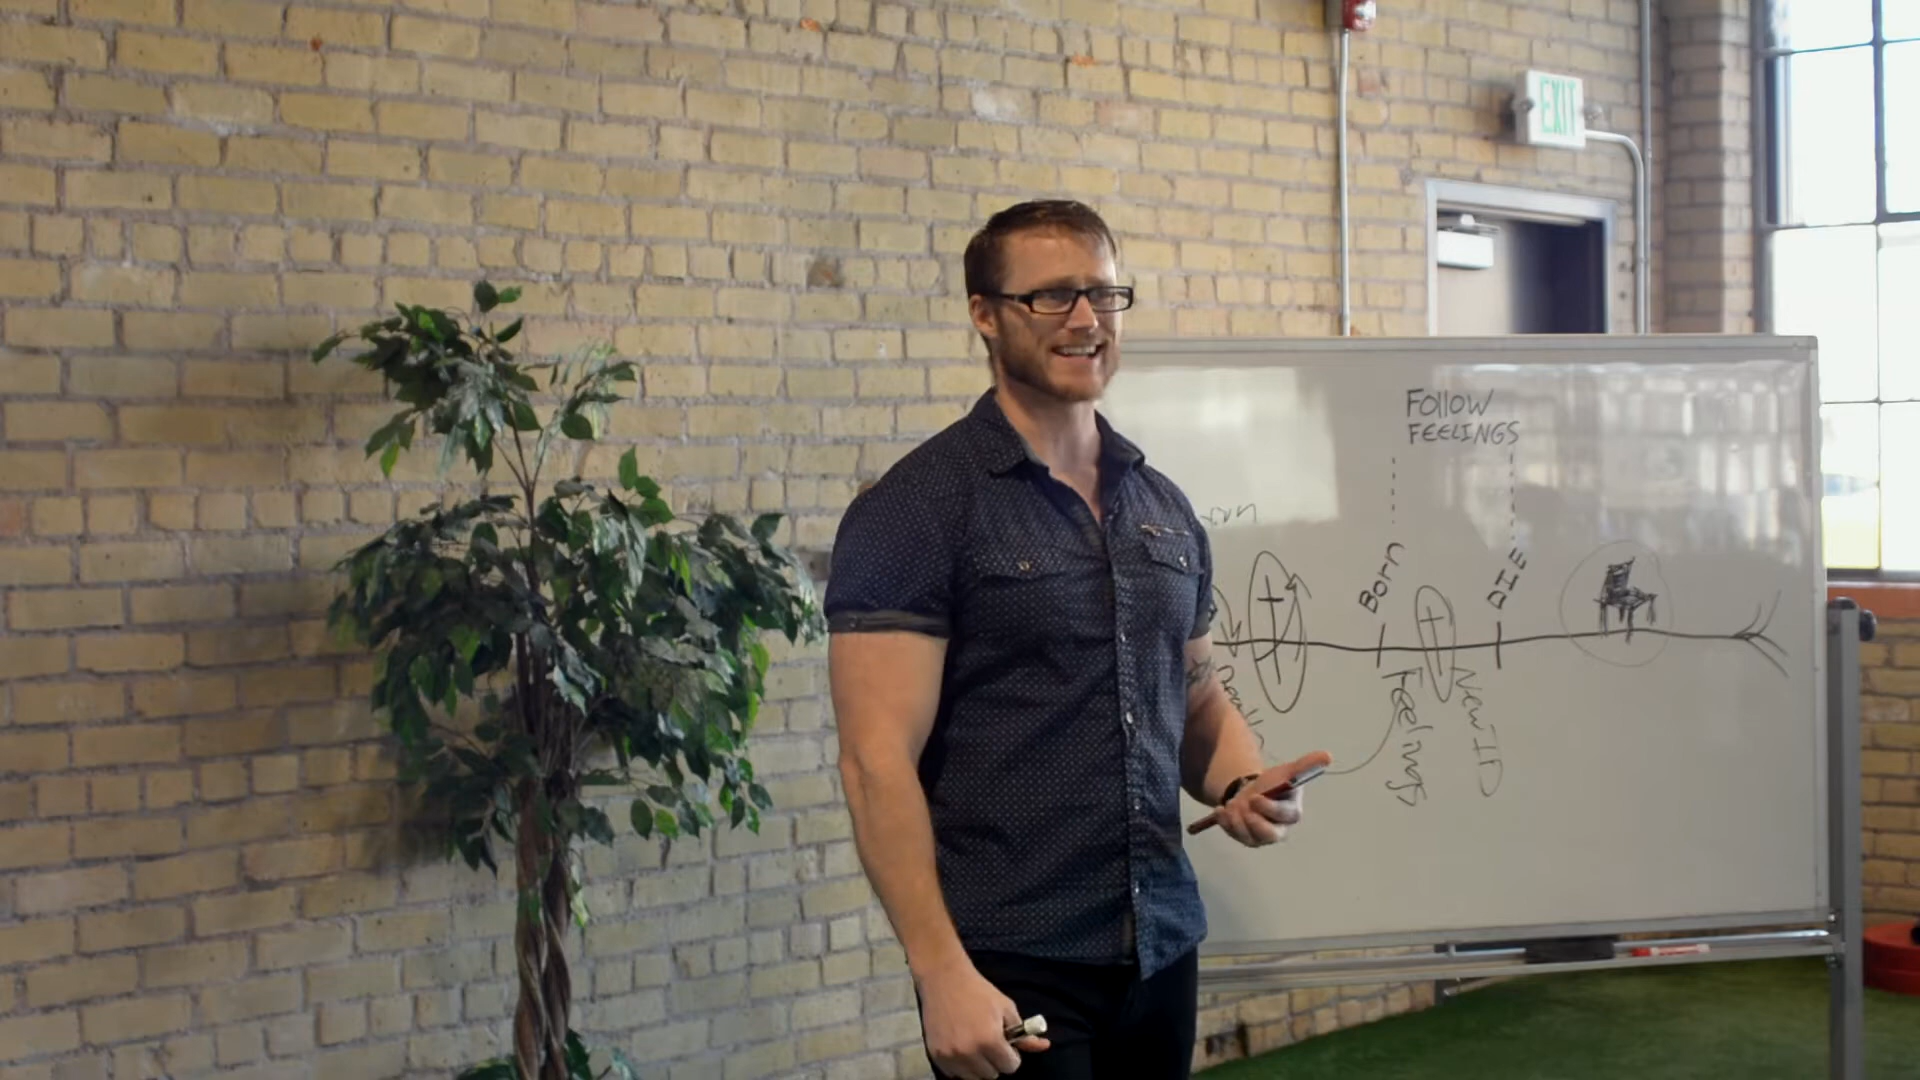 EXIT
FOLLOW
FEELINGS
Born
DIE
Feelings
New ID